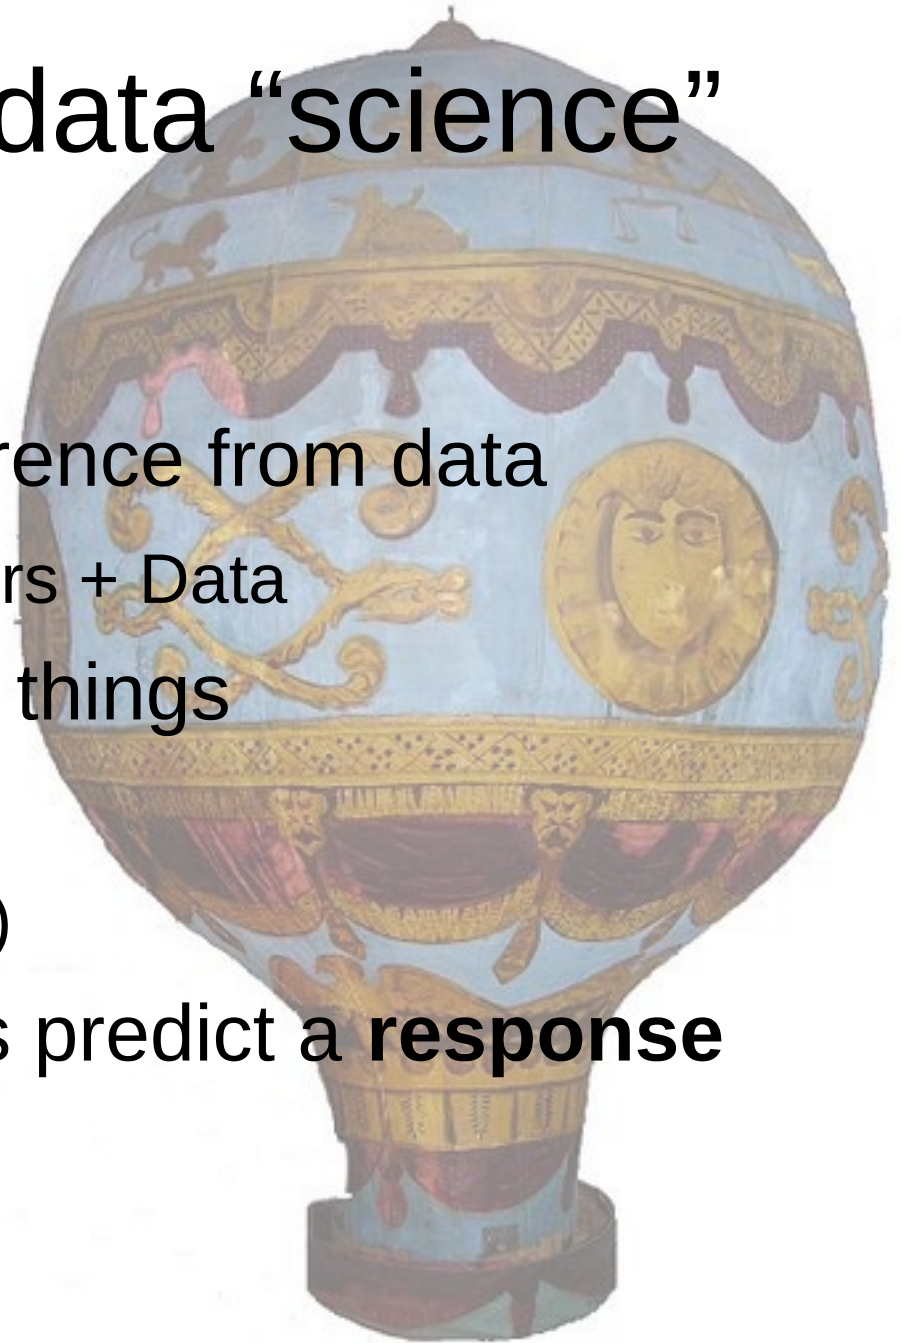 data “science”
rence from data
rs + Data
things
)
s predict a response